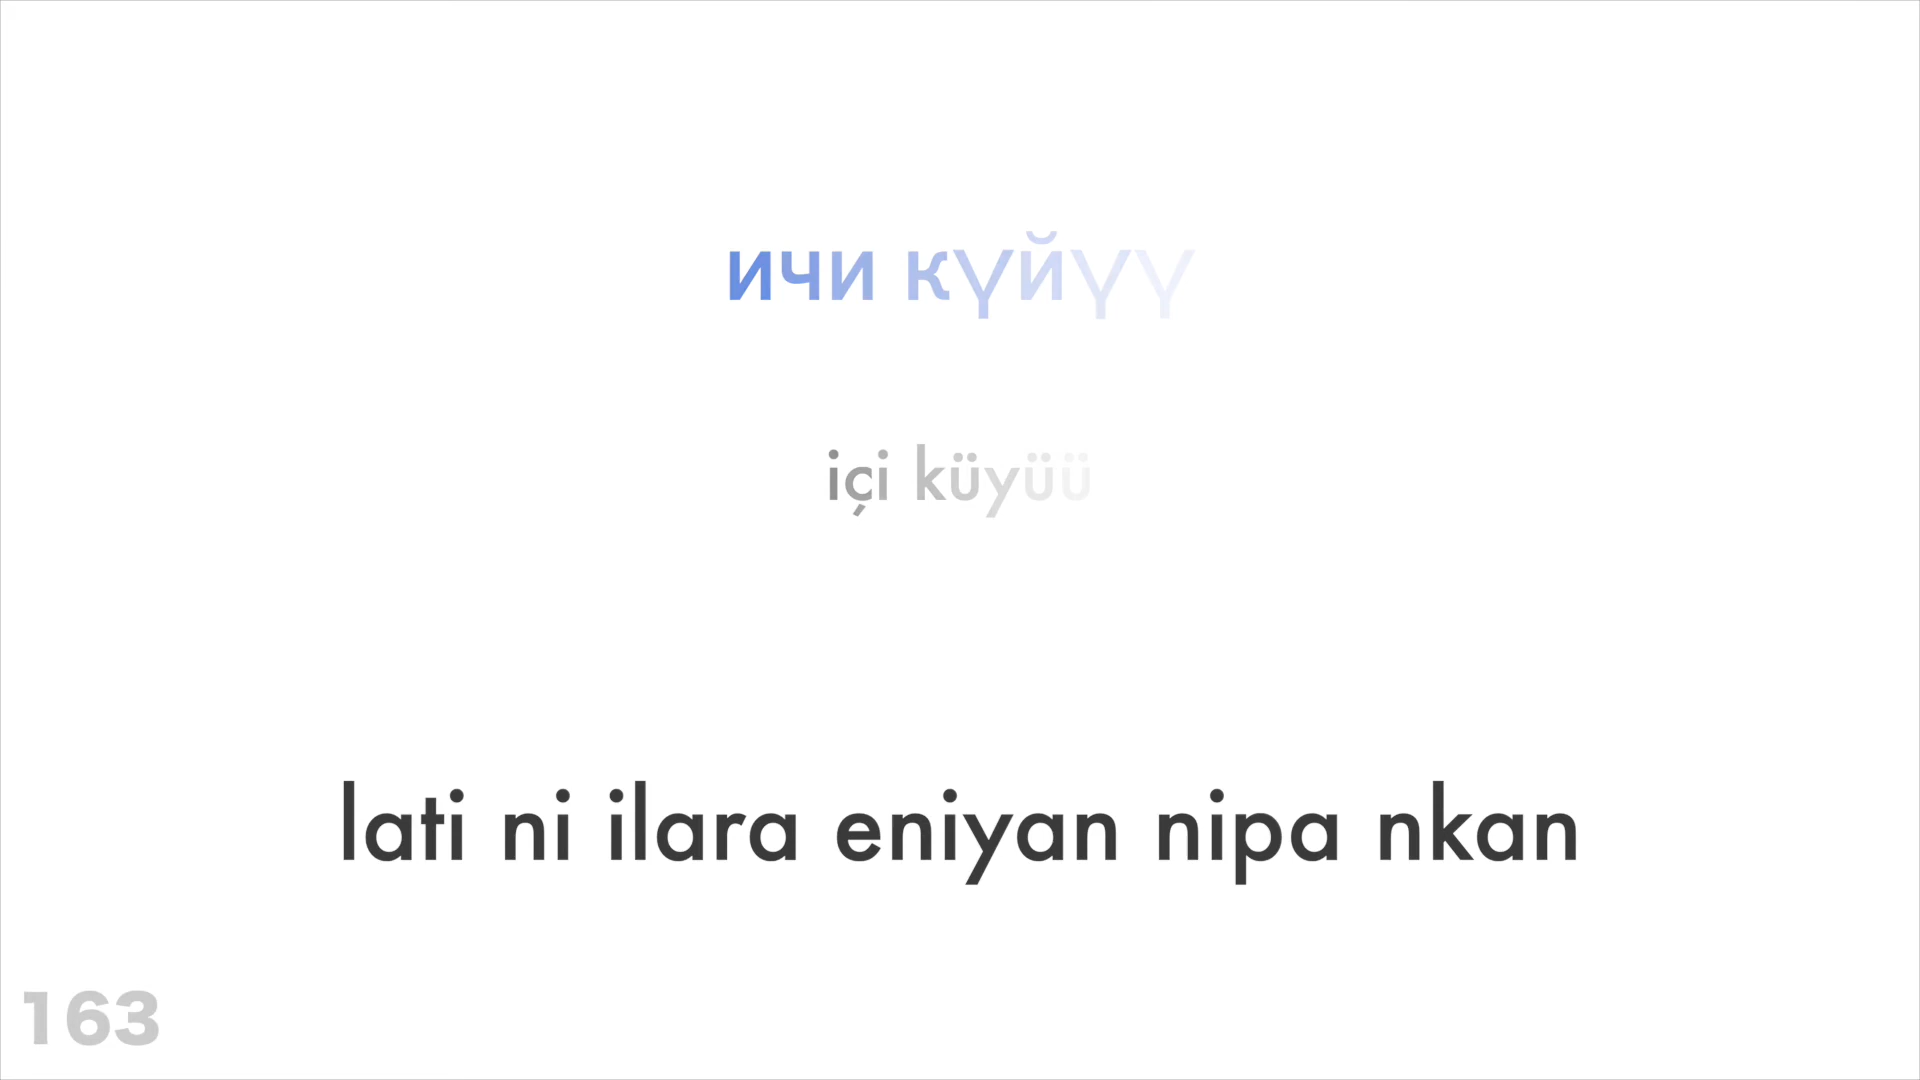 ичи күйүү
içi küyüü
lati ni ilara eniyan nipa nkan
163